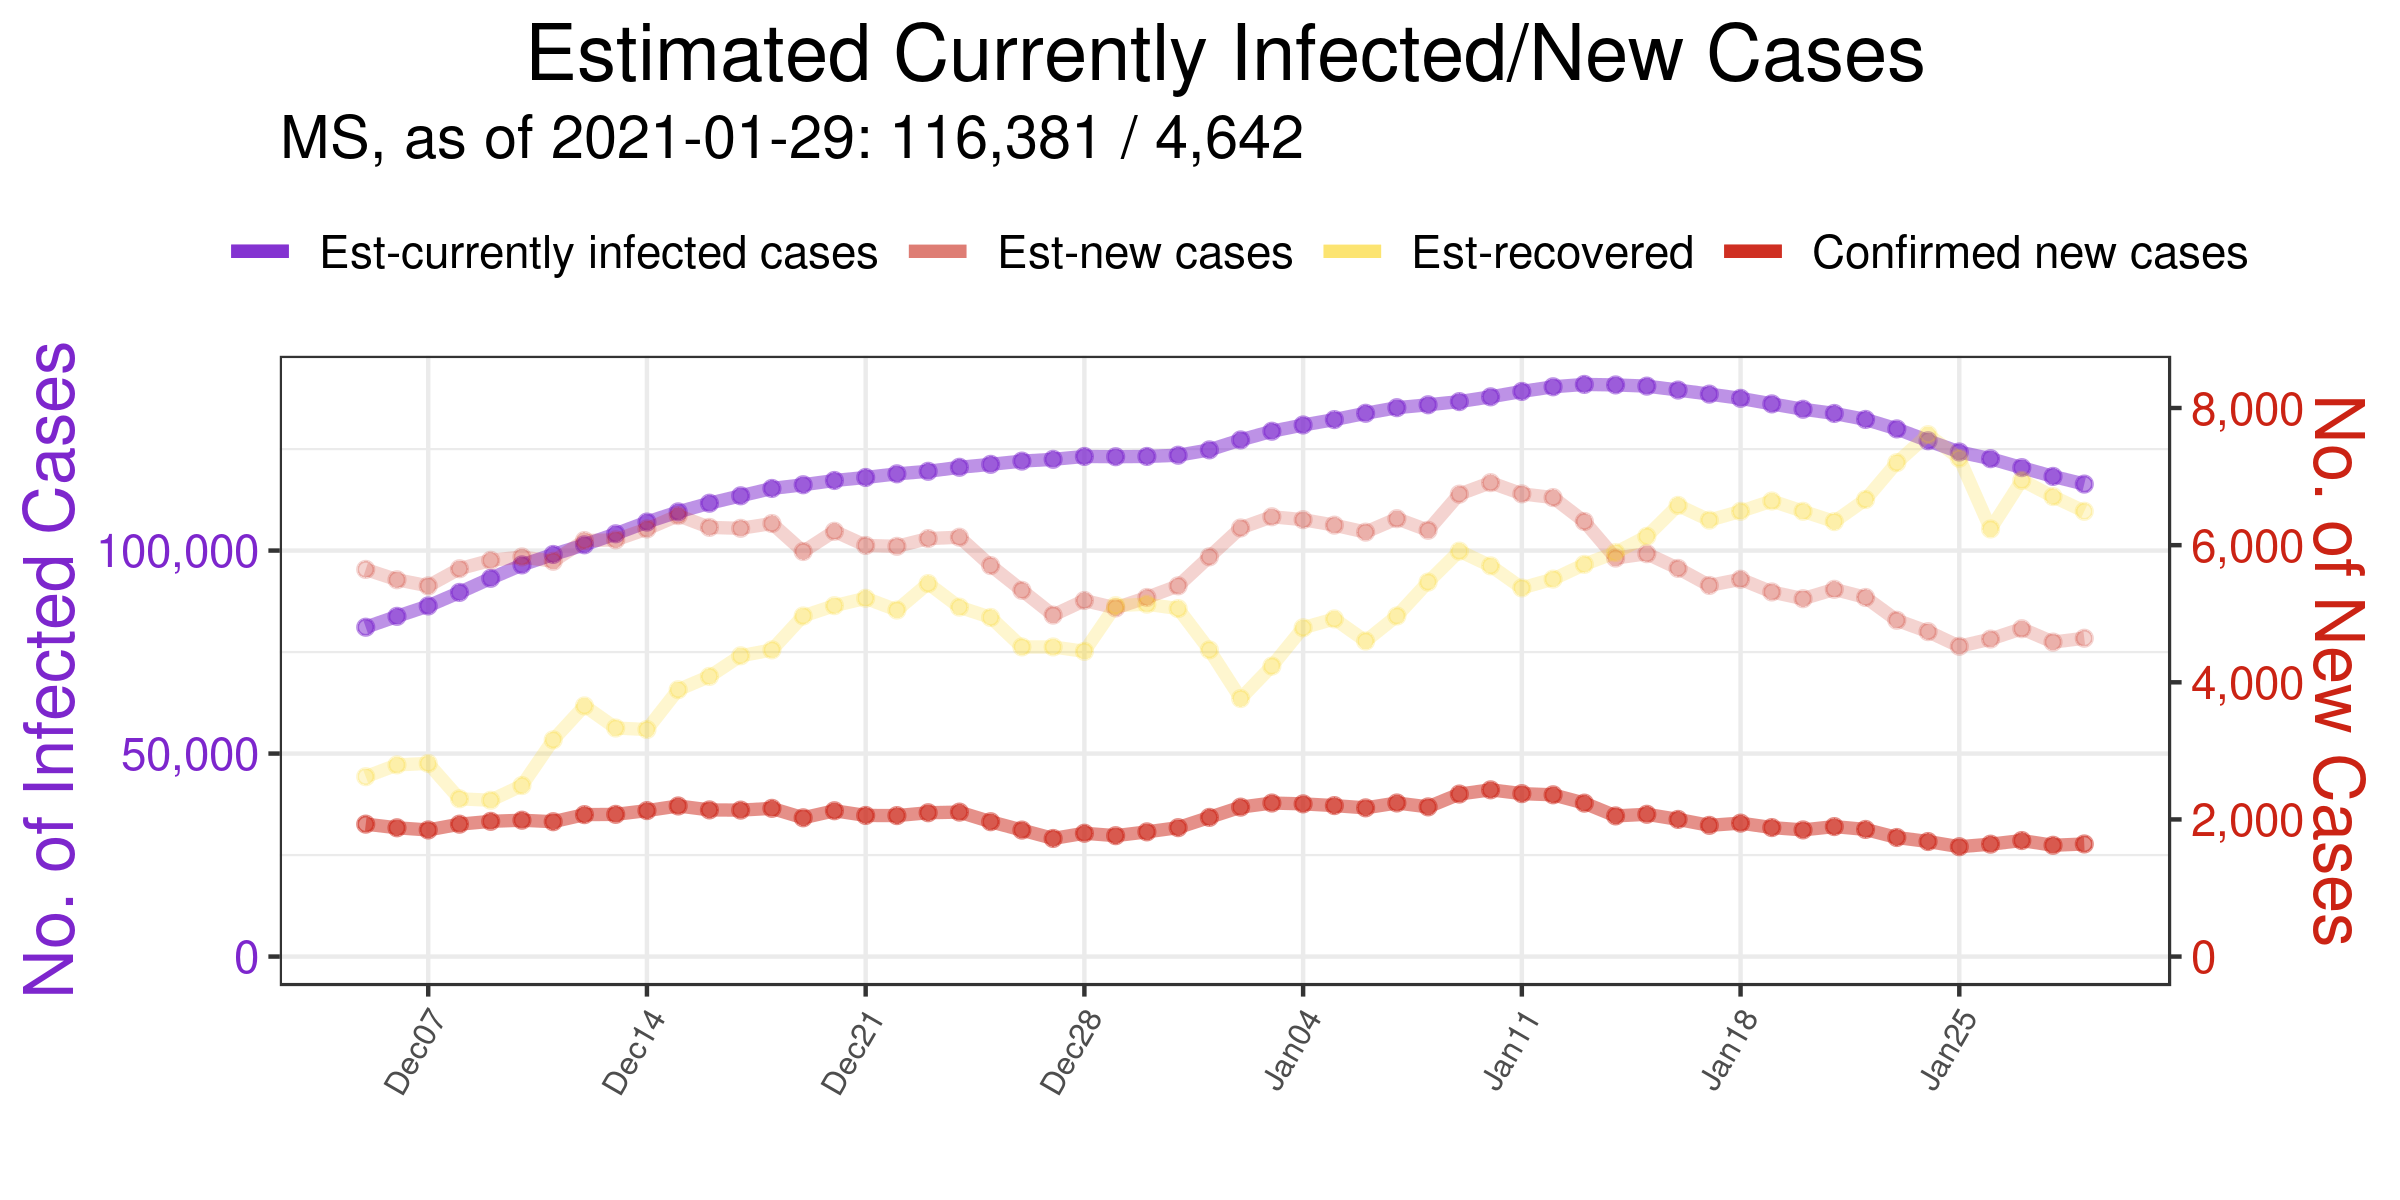 Estimated Currently Infected/New Cases
MS, as of 2021-01-29: 116,381 / 4,642
Est-currently infected cases Est-new cases Est-recovered Confirmed new cases
No. of Infected Cases
100,000
50,000
0
8,000
6,000
4,000
2,000
0
No. of New Cases
Dec07 Dec14 Dec21 Dec28 Jan04 Jan11 Jan18 Jan25